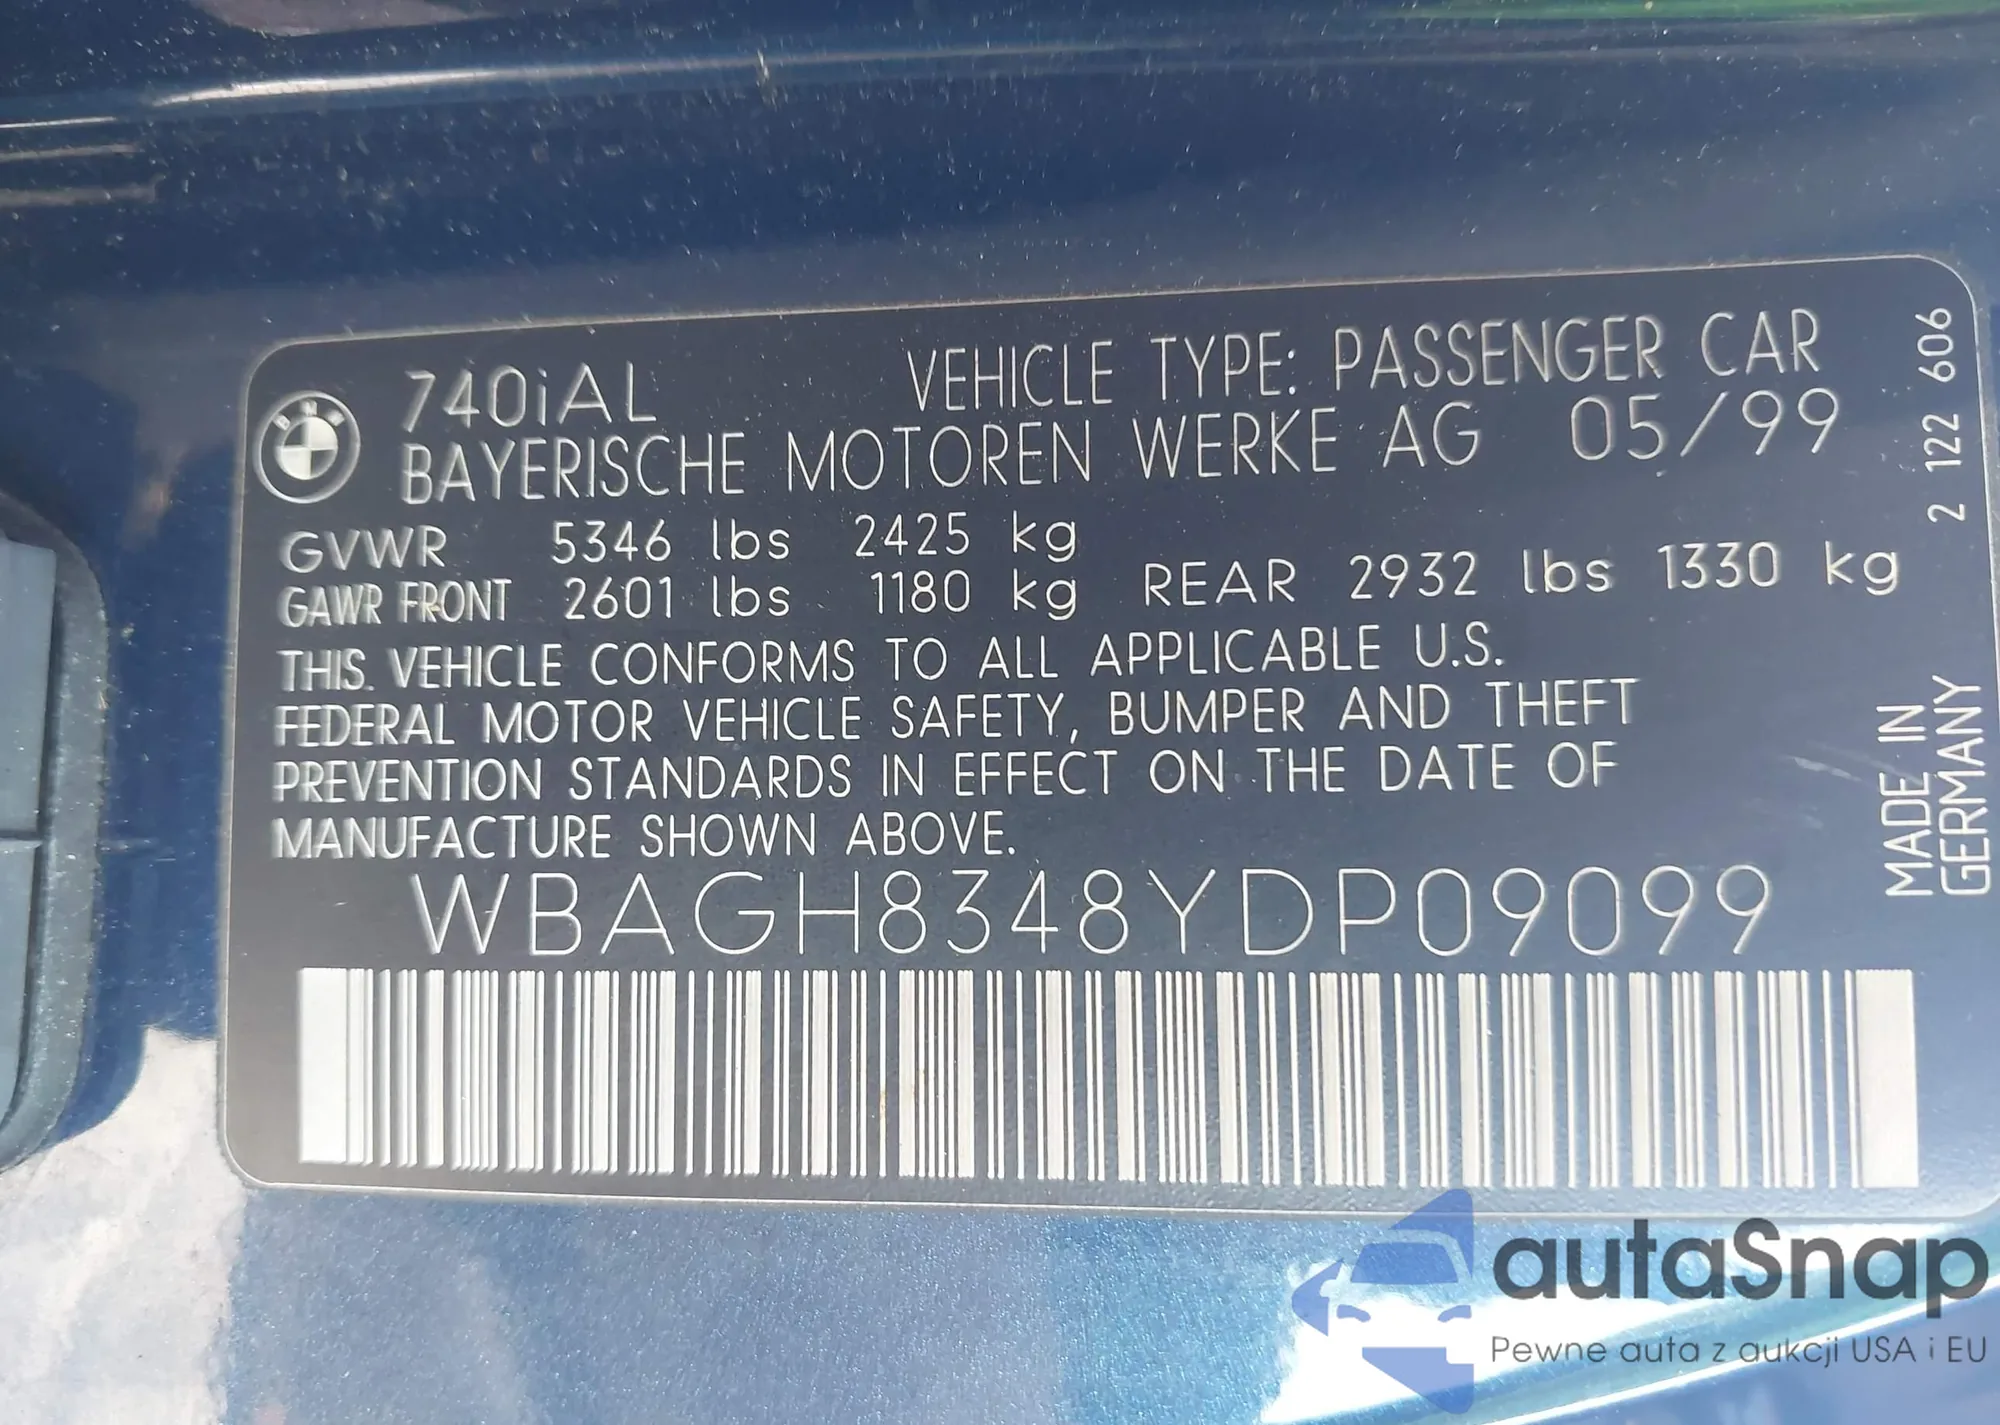 740iAL VEHICLE TYPE: PASSENGER CAR
BAYERISCHE MOTOREN WERKE AG 05/99
GVWR 5346 lbs 2425 kg
GAWR FRONT 2601 lbs 1180 kg REAR 2932 lbs 1330 kg
THIS VEHICLE CONFORMS TO ALL APPLICABLE U.S.
FEDERAL MOTOR VEHICLE SAFETY, BUMPER AND THEFT
PREVENTION STANDARDS IN EFFECT ON THE DATE OF
MANUFACTURE SHOWN ABOVE.
WBAGH8348YDP09099
2 122 606
MADE IN
GERMANY
autaSnap
Pewne auta z aukcji USA i EU